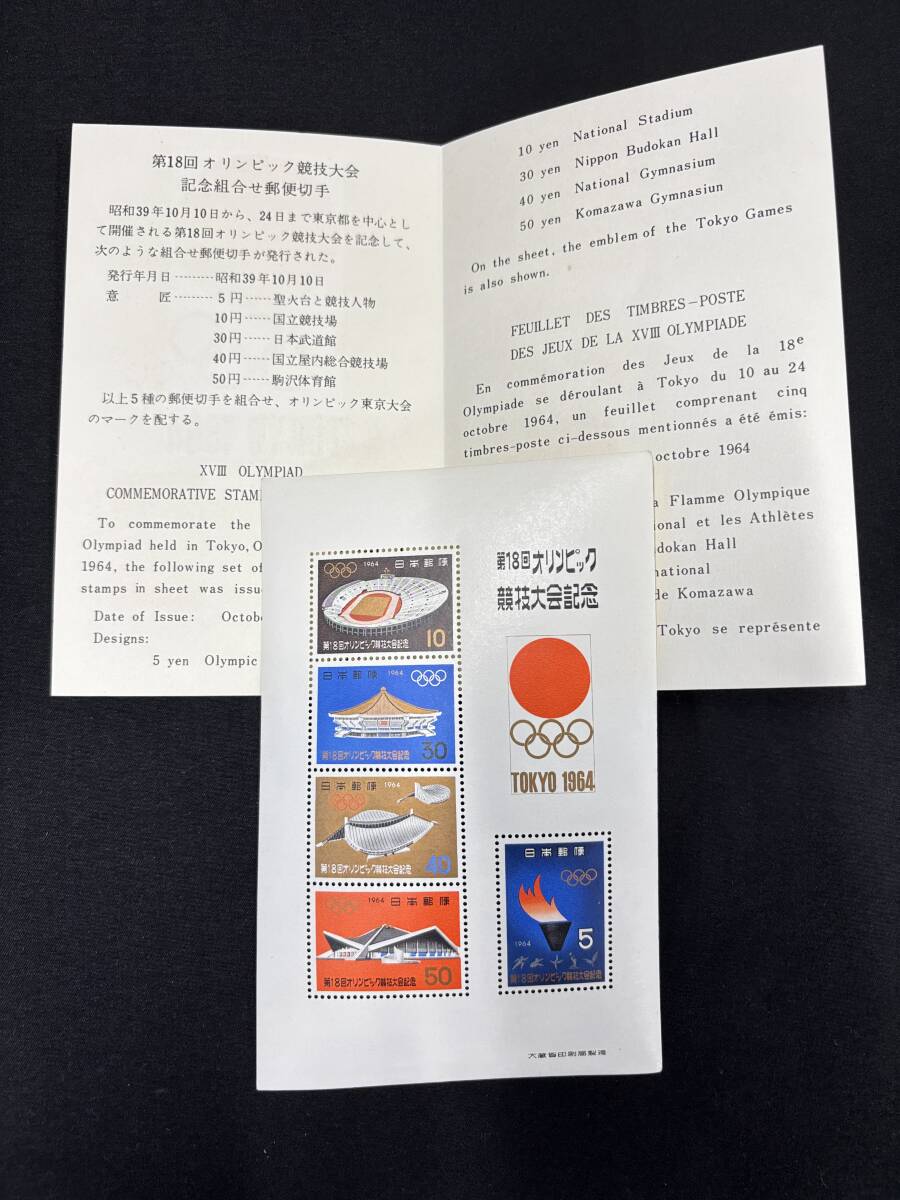 第18回オリンピック競技大会
記念組合せ郵便切手
昭和39年10月10日から、24日まで東京都を中心とし
て開催される第18回オリンピック競技大会を記念して、
次のような組合せ郵便切手が発行された。
発行年月日………昭和39年10月10日
意　　匠………5円……聖火台と競技人物
10円……国立競技場
30円……日本武道館
40円……国立屋内総合競技場
50円……駒沢体育館
以上5種の郵便切手を組合せ、オリンピック東京大会
のマークを配する。
XVIII OLYMPIAD
COMMEMORATIVE STAM
To commemorate the
Olympiad held in Tokyo, O
1964, the following set of
stamps in sheet was issu
Date of Issue: Octob
Designs:
5 yen Olympic
10 yen National Stadium
30 yen Nippon Budokan Hall
40 yen National Gymnasium
50 yen Komazawa Gymnasiun
On the sheet, the emblem of the Tokyo Games
is also shown.
FEUILLET DES TIMBRES-POSTE
DES JEUX DE LA XVIII OLYMPIADE
En commémoration des Jeux de la 18e
Olympiade se déroulant à Tokyo du 10 au 24
octobre 1964, un feuillet comprenant cinq
timbres-poste ci-dessous mentionnés a été émis:
octobre 1964
a Flamme Olympique
ional et les Athlètes
udokan Hall
national
de Komazawa
Tokyo se représente
第18回オリンピック
競技大会記念
TOKYO 1964
1964 日本郵便
10
第18回オリンピック競技大会記念
日本郵便 1964
30
第18回オリンピック競技大会記念
日本郵便 1964
第18回オリンピック競技大会記念 40
1964 日本郵便
50
第18回オリンピック競技大会記念
日本郵便
1964 5
第18回オリンピック競技大会記念
大蔵省印刷局製造